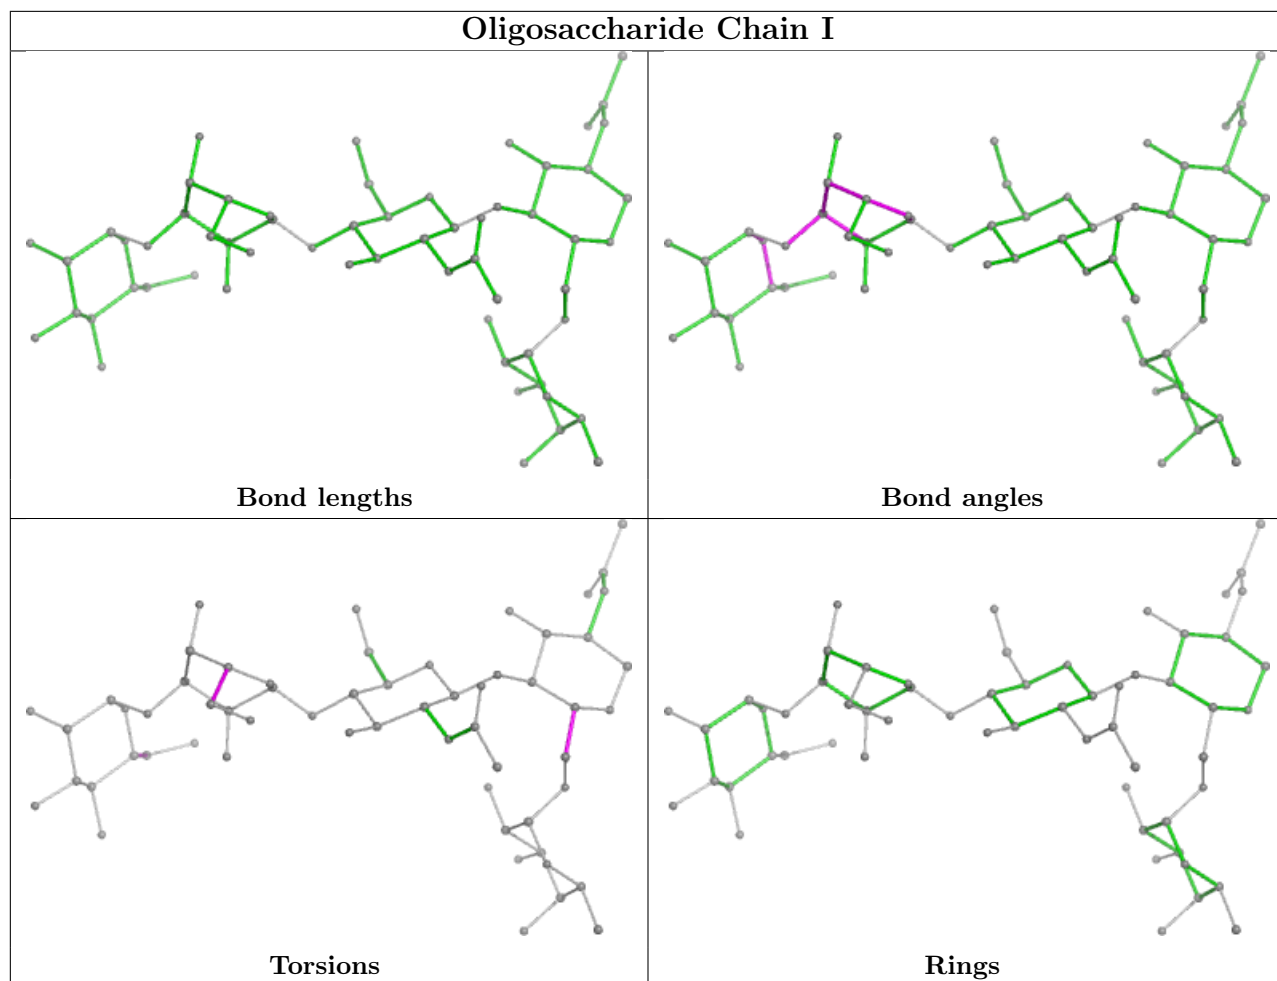 Oligosaccharide Chain I
Bond lengths
Bond angles
Torsions
Rings